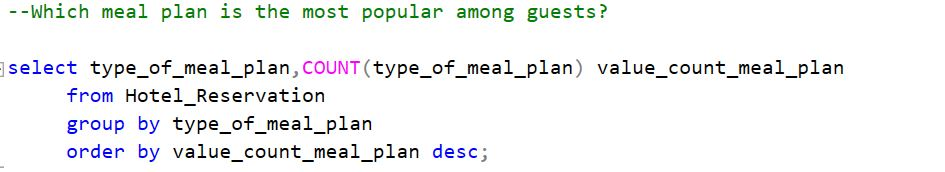 --Which meal plan is the most popular among guests?
select type_of_meal_plan,COUNT(type_of_meal_plan) value_count_meal_plan
from Hotel_Reservation
group by type_of_meal_plan
order by value_count_meal_plan desc;